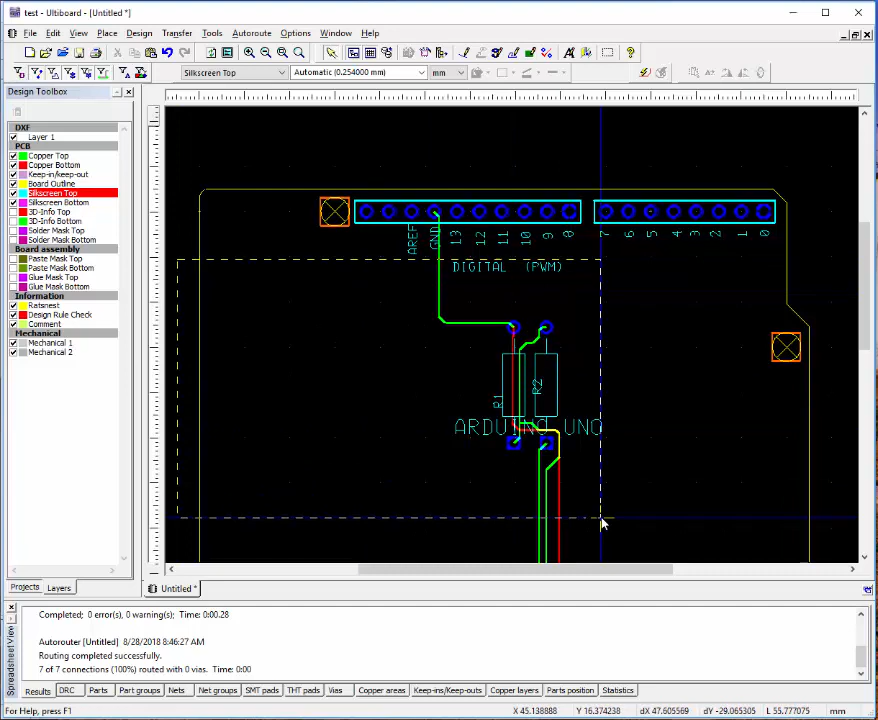 test - Ultiboard - [Untitled *]
File Edit View Place Design Transfer Tools Autoroute Options Window Help
Silkscreen Top Automatic (0.254000 mm) mm
Design Toolbox
DXF
Layer 1
PCB
Copper Top
Copper Bottom
Keep-in/keep-out
Board Outline
Silkscreen Top
Silkscreen Bottom
3D-Info Top
3D-Info Bottom
Solder Mask Top
Solder Mask Bottom
Board assembly
Paste Mask Top
Paste Mask Bottom
Glue Mask Top
Glue Mask Bottom
Information
Ratsnest
Design Rule Check
Comment
Mechanical
Mechanical 1
Mechanical 2
AREF GND 13 12 11 10 9 8 7 6 5 4 3 2 1 0
DIGITAL (PWM)
R1 R2
ARDUINO UNO
Projects Layers
Untitled *
Spreadsheet View
Completed; 0 error(s), 0 warning(s); Time: 0:00.28
Autorouter [Untitled] 8/28/2018 8:46:27 AM
Routing completed successfully.
7 of 7 connections (100%) routed with 0 vias. Time: 0:00
Results DRC Parts Part groups Nets Net groups SMT pads THT pads Vias Copper areas Keep-ins/Keep-outs Copper layers Parts position Statistics
For Help, press F1 X 45.138888 Y 16.374238 dX 47.605569 dY -29.065305 L 55.777075 mm